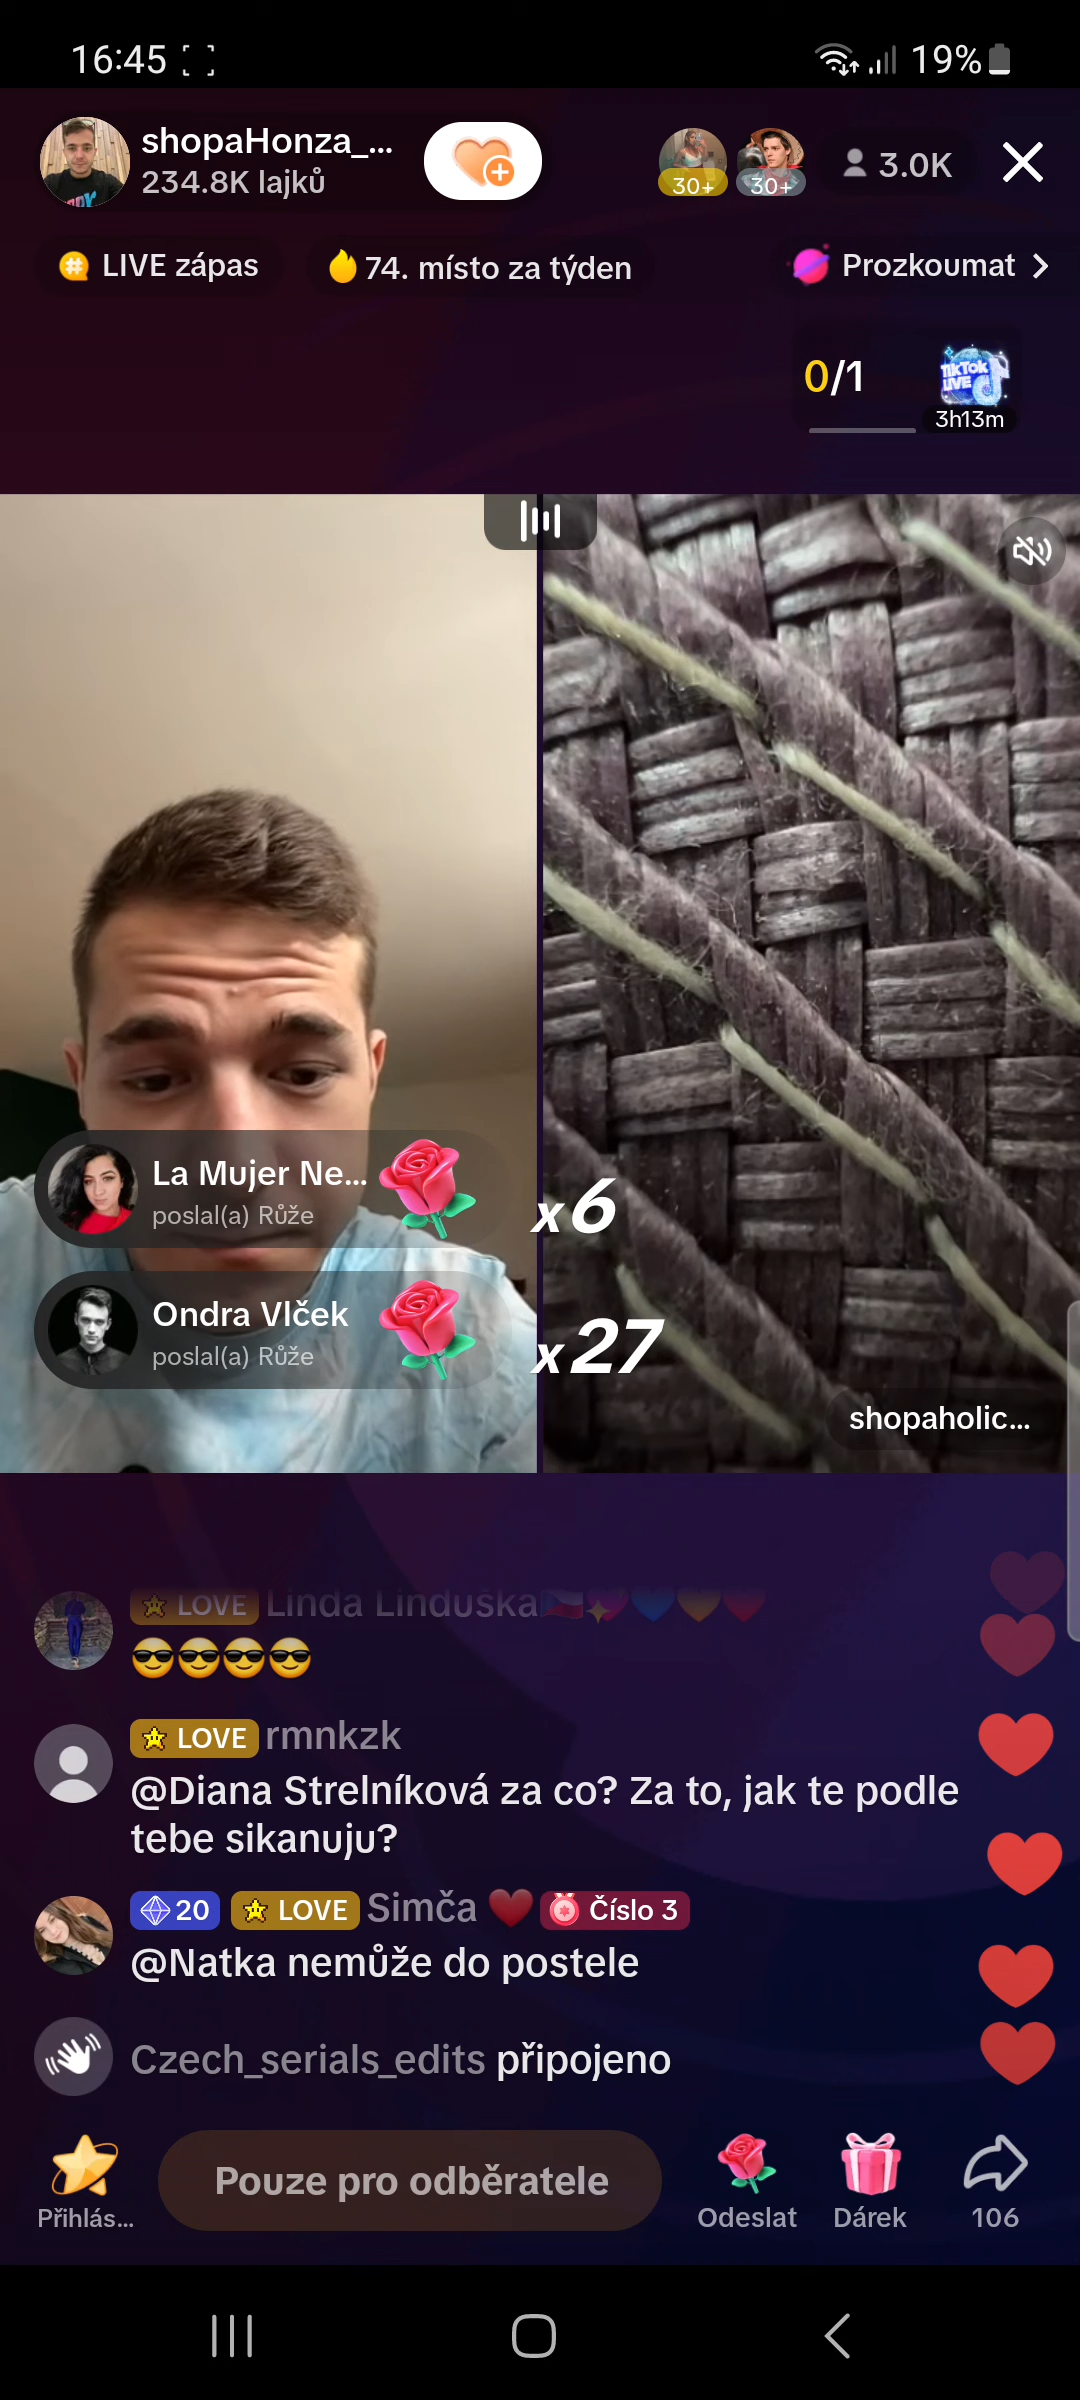 16:45
19%
shopaHonza_...
234.8K lajků
30+
30+
3.0K
LIVE zápas
74. místo za týden
Prozkoumat
0/1
TikTok
LIVE
3h13m
La Mujer Ne...
poslal(a) Růže
x6
Ondra Vlček
poslal(a) Růže
x27
shopaholic...
LOVE Linda Linduška🇨🇿💖💙🧡❤️
😎😎😎😎
LOVE rmnkzk
@Diana Strelníková za co? Za to, jak te podle
tebe sikanuju?
20 LOVE Simča ❤️ Číslo 3
@Natka nemůže do postele
Czech_serials_edits připojeno
Přihlás...
Pouze pro odběratele
Odeslat
Dárek
106